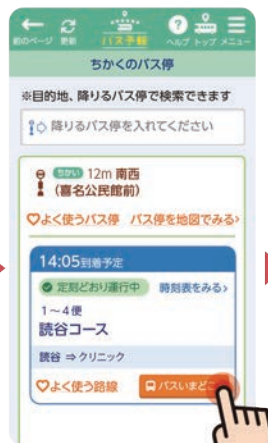 前のページ 更新 バス予報 ヘルプ トップ メニュー
ちかくのバス停
※目的地、降りるバス停で検索できます
降りるバス停を入れてください
ちかい 12m 南西
(喜名公民館前)
よく使うバス停 バス停を地図でみる›
14:05到着予定
定刻どおり運行中 時刻表をみる›
1~4便
読谷コース
読谷 ⇒ クリニック
よく使う路線 バスいまどこ